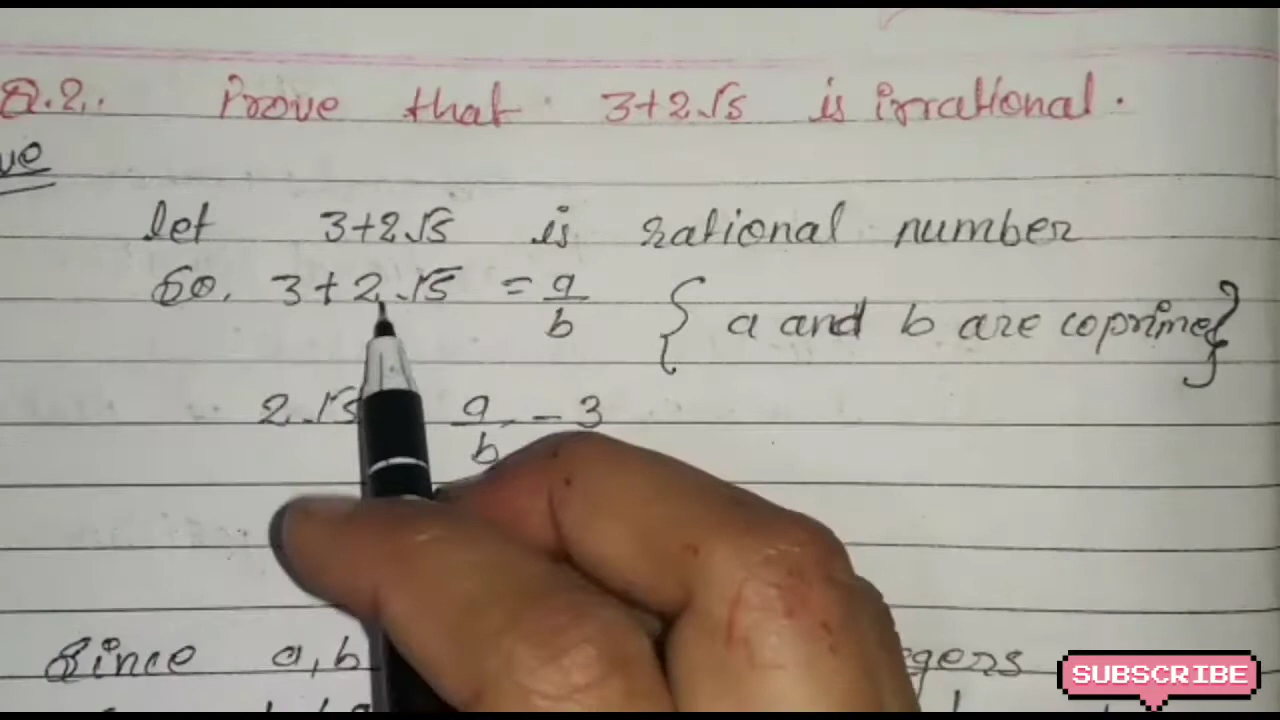 Q.2. Prove that 3+2√5 is irrational.
let 3+2√5 is rational number
So. 3+2√5 = a/b { a and b are coprime}
2√5 a/b - 3
Since a, b
SUBSCRIBE